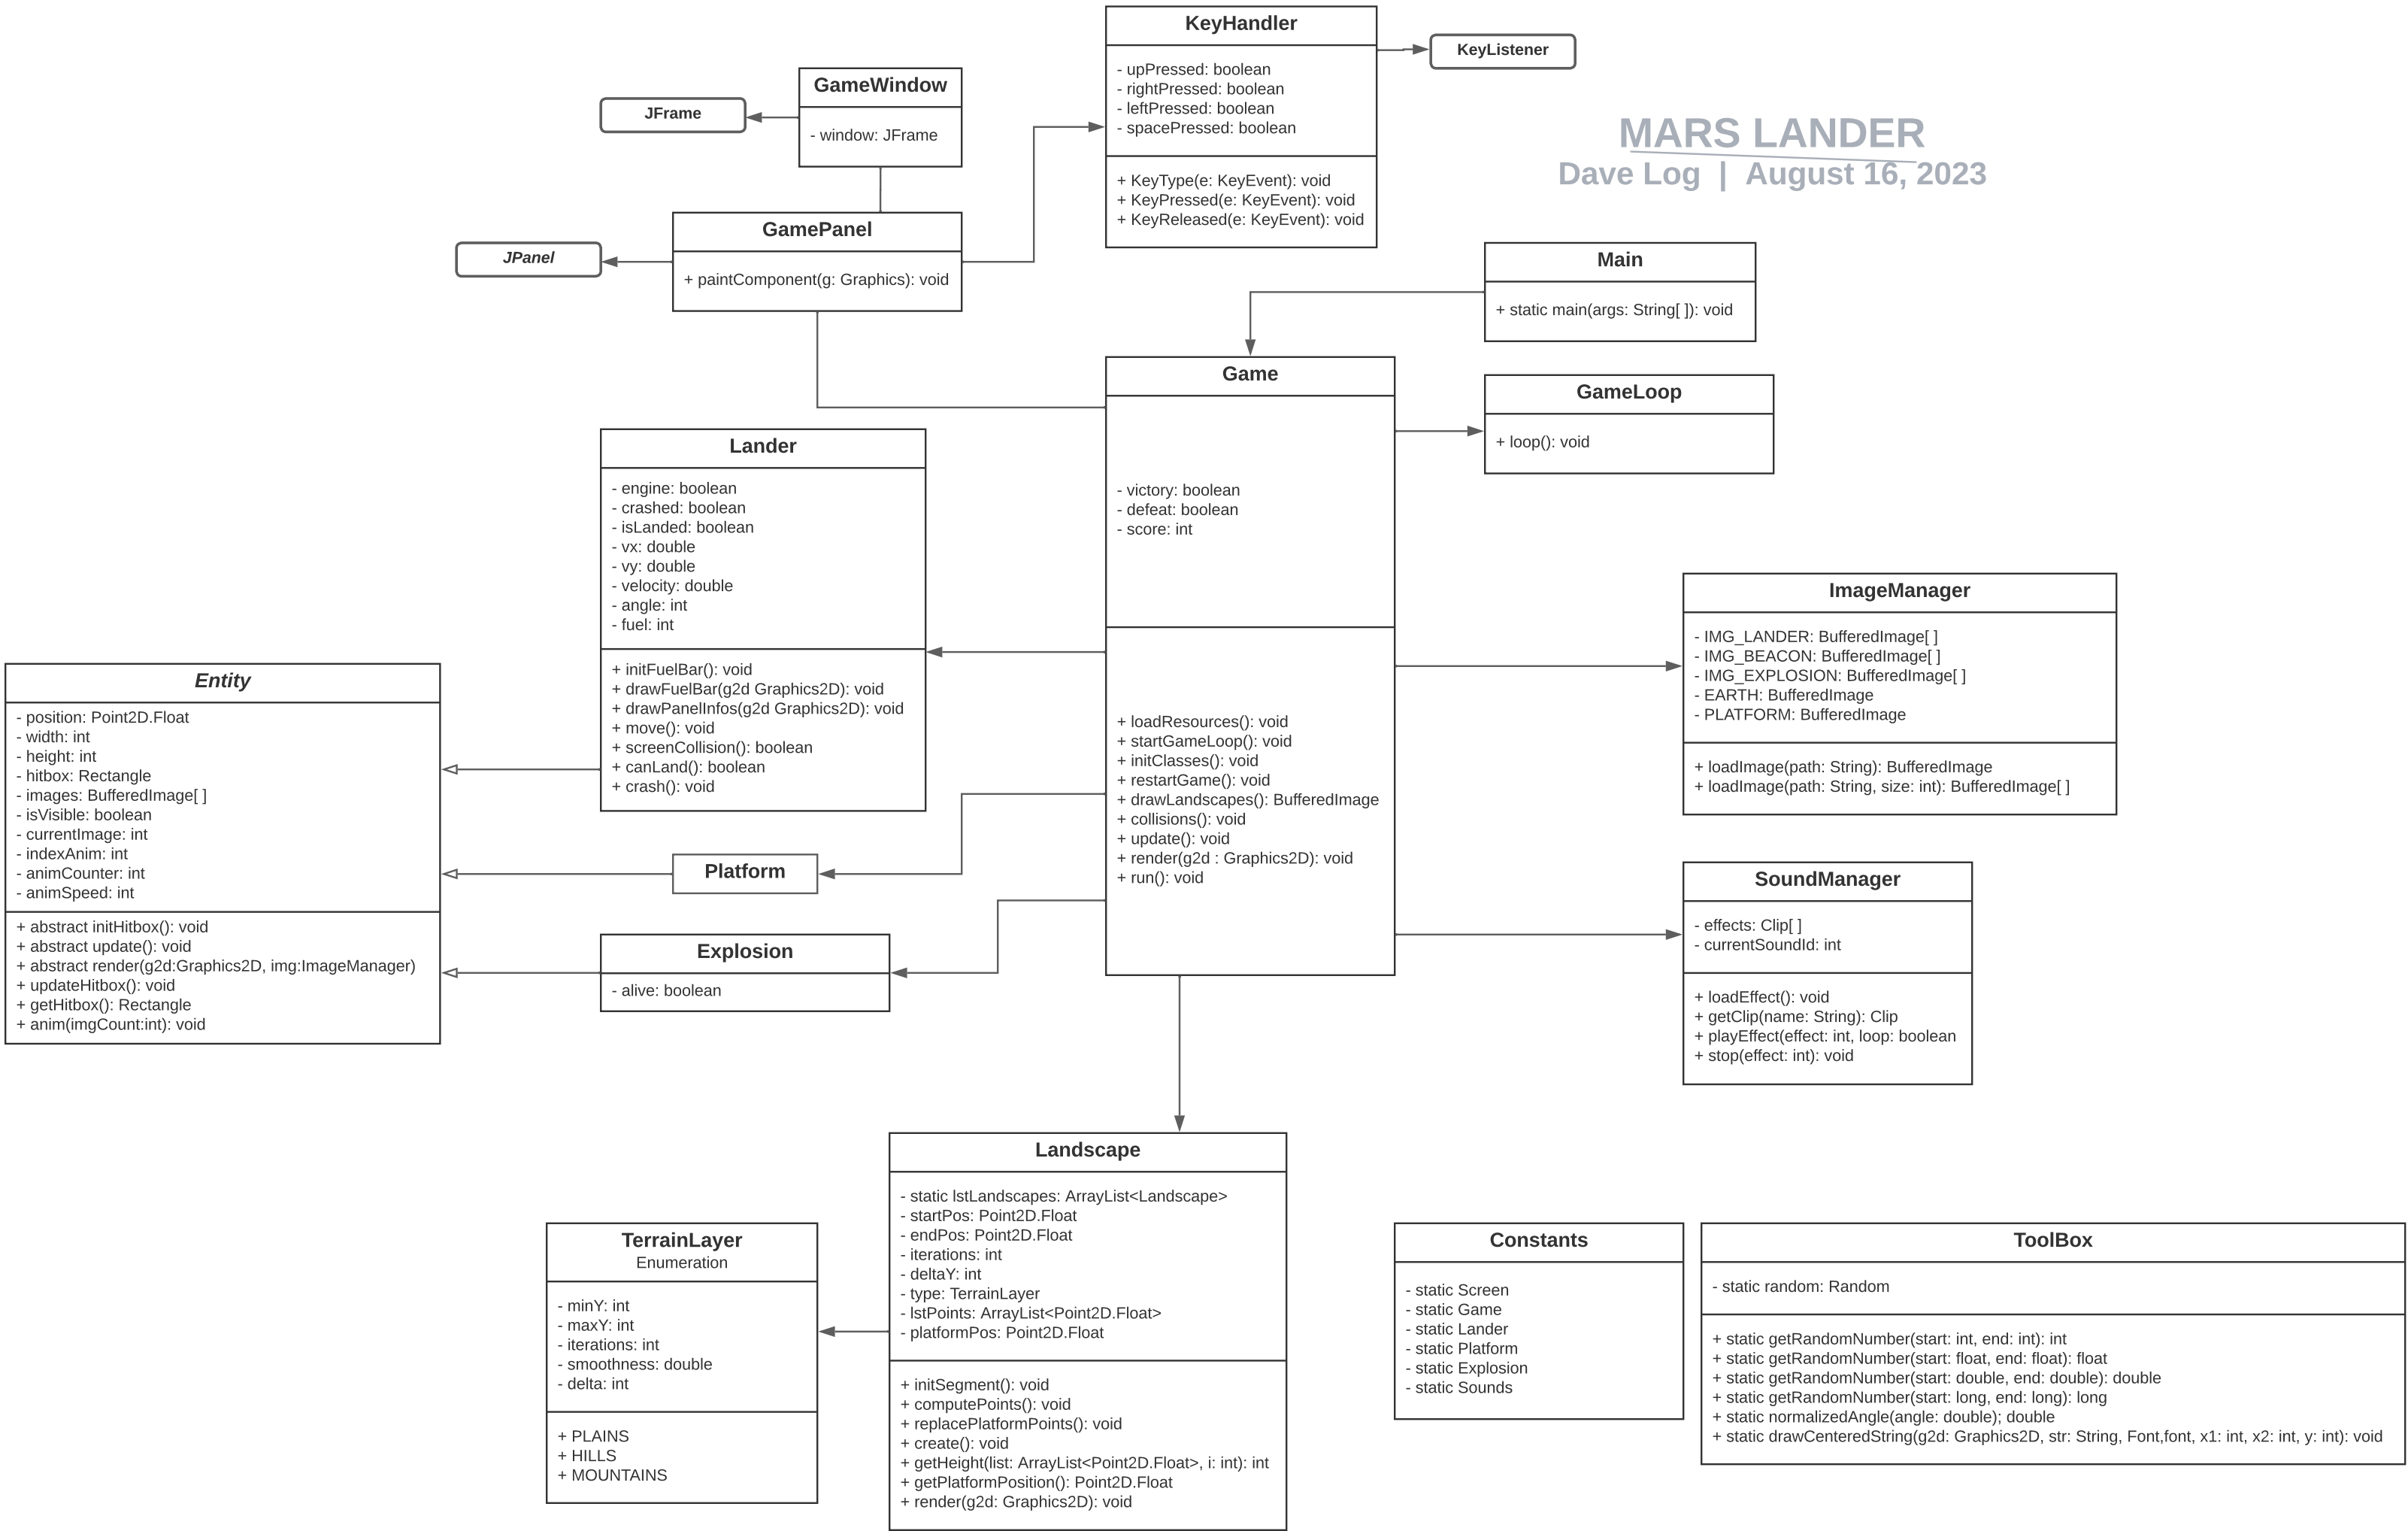 KeyHandler
- upPressed: boolean
- rightPressed: boolean
- leftPressed: boolean
- spacePressed: boolean
+ KeyType(e: KeyEvent): void
+ KeyPressed(e: KeyEvent): void
+ KeyReleased(e: KeyEvent): void
KeyListener
GameWindow
- window: JFrame
JFrame
MARS LANDER
Dave Log | August 16, 2023
GamePanel
+ paintComponent(g: Graphics): void
JPanel
Main
+ static main(args: String[ ]): void
Game
- victory: boolean
- defeat: boolean
- score: int
+ loadResources(): void
+ startGameLoop(): void
+ initClasses(): void
+ restartGame(): void
+ drawLandscapes(): BufferedImage
+ collisions(): void
+ update(): void
+ render(g2d : Graphics2D): void
+ run(): void
GameLoop
+ loop(): void
Lander
- engine: boolean
- crashed: boolean
- isLanded: boolean
- vx: double
- vy: double
- velocity: double
- angle: int
- fuel: int
+ initFuelBar(): void
+ drawFuelBar(g2d Graphics2D): void
+ drawPanelInfos(g2d Graphics2D): void
+ move(): void
+ screenCollision(): boolean
+ canLand(): boolean
+ crash(): void
ImageManager
- IMG_LANDER: BufferedImage[ ]
- IMG_BEACON: BufferedImage[ ]
- IMG_EXPLOSION: BufferedImage[ ]
- EARTH: BufferedImage
- PLATFORM: BufferedImage
+ loadImage(path: String): BufferedImage
+ loadImage(path: String, size: int): BufferedImage[ ]
Entity
- position: Point2D.Float
- width: int
- height: int
- hitbox: Rectangle
- images: BufferedImage[ ]
- isVisible: boolean
- currentImage: int
- indexAnim: int
- animCounter: int
- animSpeed: int
+ abstract initHitbox(): void
+ abstract update(): void
+ abstract render(g2d:Graphics2D, img:ImageManager)
+ updateHitbox(): void
+ getHitbox(): Rectangle
+ anim(imgCount:int): void
Platform
Explosion
- alive: boolean
SoundManager
- effects: Clip[ ]
- currentSoundId: int
+ loadEffect(): void
+ getClip(name: String): Clip
+ playEffect(effect: int, loop: boolean
+ stop(effect: int): void
Landscape
- static lstLandscapes: ArrayList<Landscape>
- startPos: Point2D.Float
- endPos: Point2D.Float
- iterations: int
- deltaY: int
- type: TerrainLayer
- lstPoints: ArrayList<Point2D.Float>
- platformPos: Point2D.Float
+ initSegment(): void
+ computePoints(): void
+ replacePlatformPoints(): void
+ create(): void
+ getHeight(list: ArrayList<Point2D.Float>, i: int): int
+ getPlatformPosition(): Point2D.Float
+ render(g2d: Graphics2D): void
TerrainLayer
Enumeration
- minY: int
- maxY: int
- iterations: int
- smoothness: double
- delta: int
+ PLAINS
+ HILLS
+ MOUNTAINS
Constants
- static Screen
- static Game
- static Lander
- static Platform
- static Explosion
- static Sounds
ToolBox
- static random: Random
+ static getRandomNumber(start: int, end: int): int
+ static getRandomNumber(start: float, end: float): float
+ static getRandomNumber(start: double, end: double): double
+ static getRandomNumber(start: long, end: long): long
+ static normalizedAngle(angle: double); double
+ static drawCenteredString(g2d: Graphics2D, str: String, Font,font, x1: int, x2: int, y: int): void